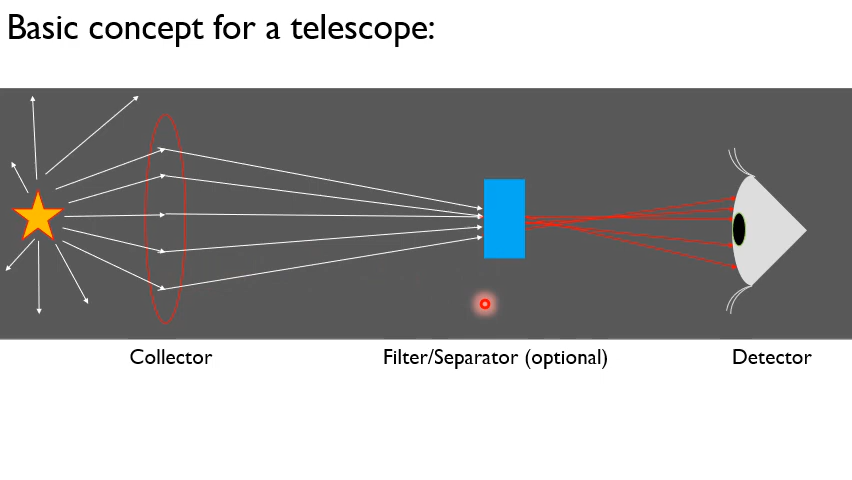 Basic concept for a telescope:
Collector
Filter/Separator (optional)
Detector